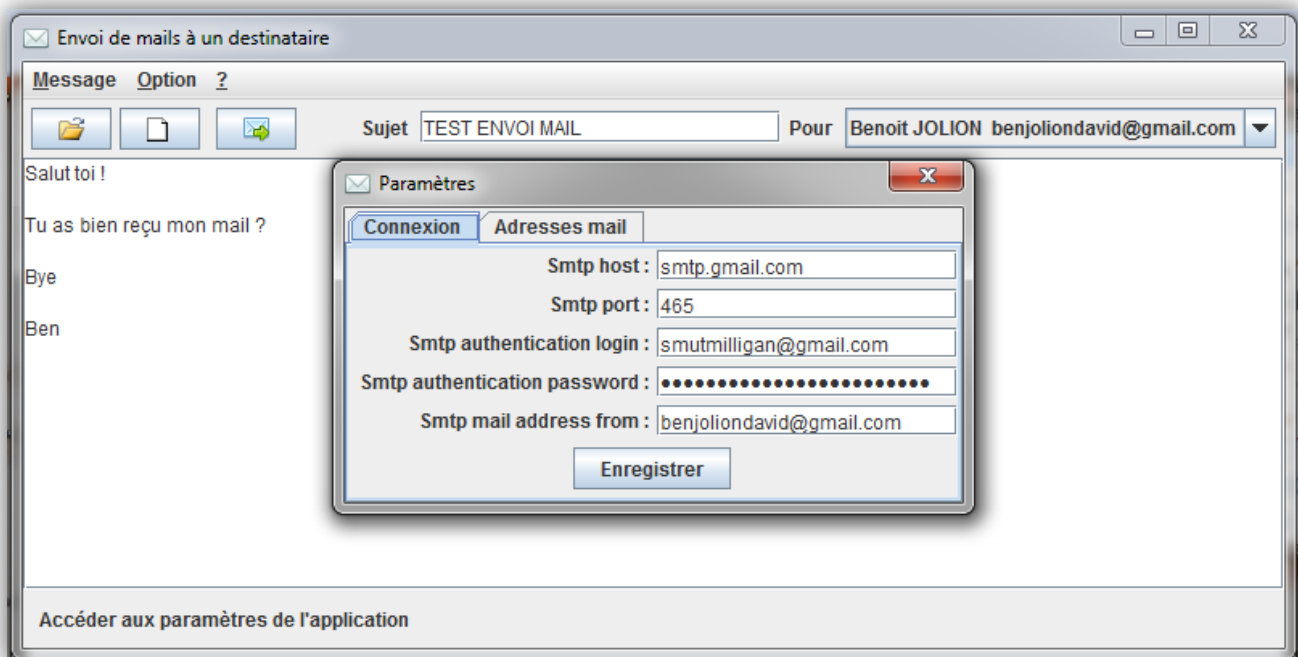 Envoi de mails à un destinataire
Message Option ?
Sujet TEST ENVOI MAIL Pour Benoit JOLION benjoliondavid@gmail.com
Salut toi !
Tu as bien reçu mon mail ?
Bye
Ben
Paramètres
Connexion Adresses mail
Smtp host : smtp.gmail.com
Smtp port : 465
Smtp authentication login : smutmilligan@gmail.com
Smtp authentication password : ••••••••••••••••••••••••
Smtp mail address from : benjoliondavid@gmail.com
Enregistrer
Accéder aux paramètres de l'application